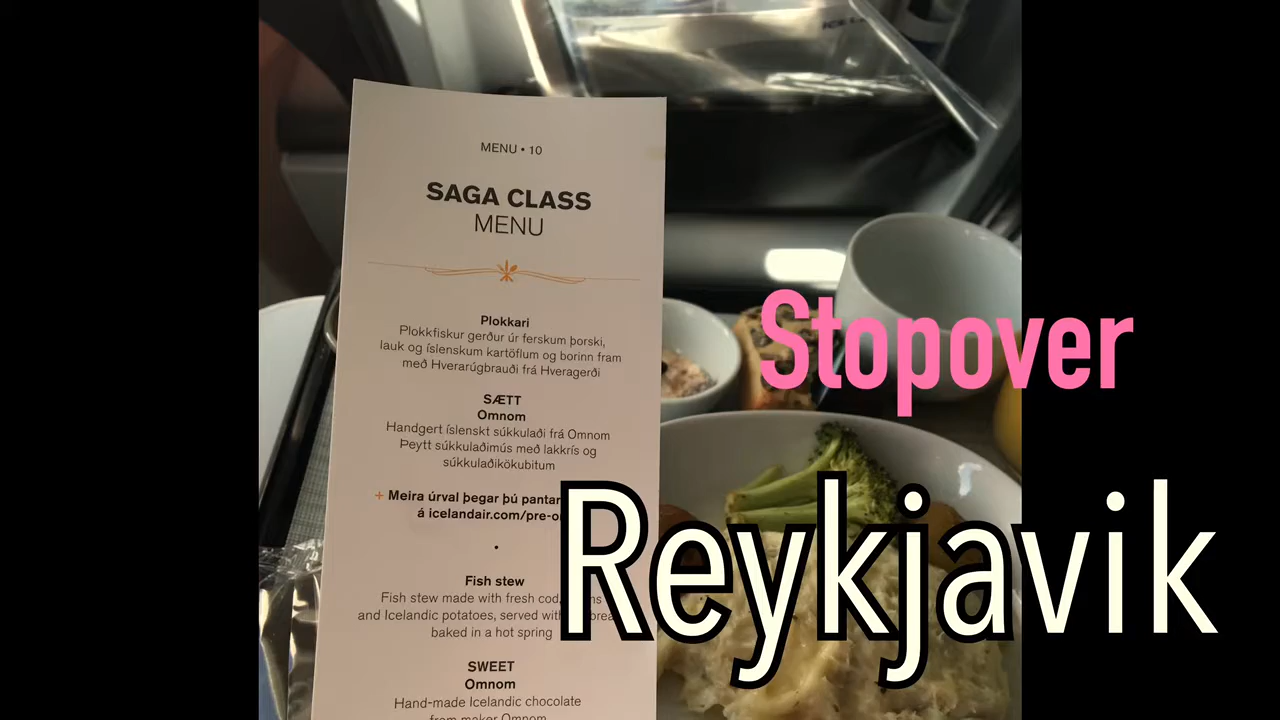 MENU • 10
SAGA CLASS
MENU
Plokkari
Plokkfiskur gerður úr ferskum þorski,
lauk og íslenskum kartöflum og borinn fram
með Hverarúgbrauði frá Hveragerði
SÆTT
Omnom
Handgert íslenskt súkkulaði frá Omnom
Þeytt súkkulaðimús með lakkrís og
súkkulaðikökubitum
+ Meira úrval þegar þú
á icelandair.com/
•
Fish stew
Fish stew made with fresh cod,
and Icelandic potatoes, served
baked in a hot spring
SWEET
Omnom
Hand-made Icelandic chocolate
from maker Omnom
Stopover
Reykjavik